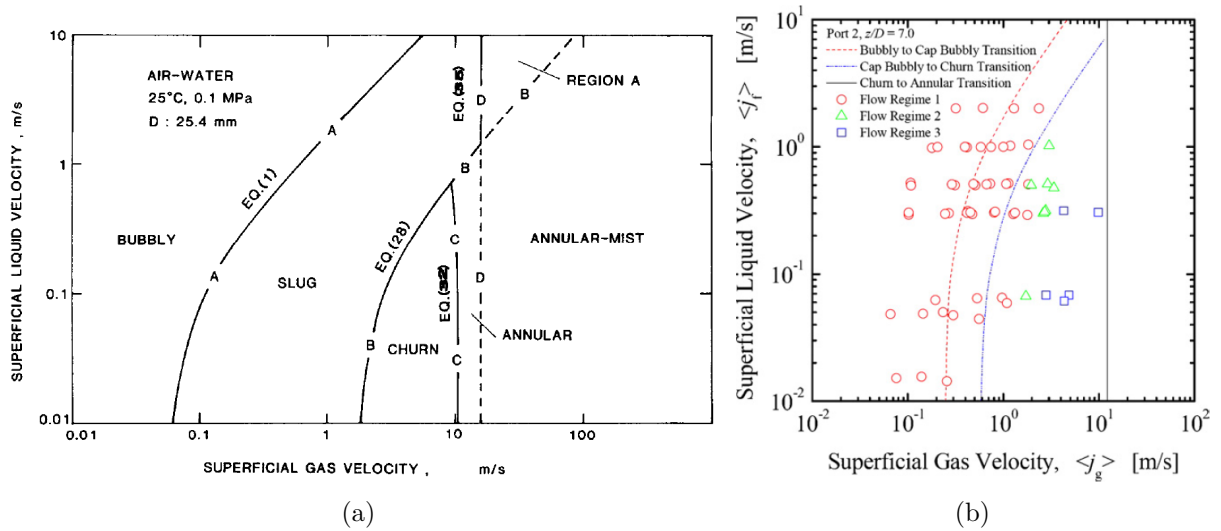 10
1
0.1
0.01
SUPERFICIAL LIQUID VELOCITY , m/s
AIR-WATER
25°C, 0.1 MPa
D : 25.4 mm
REGION A
D
B
A
B
EQ.(1)
BUBBLY
A
SLUG
EQ.(28)
C
D
ANNULAR-MIST
ANNULAR
B
CHURN
C
0.01
0.1
1
10
100
SUPERFICIAL GAS VELOCITY , m/s
(a)
Superficial Liquid Velocity, <j_f> [m/s]
10^1
10^0
10^-1
10^-2
Port 2, z/D = 7.0
Bubbly to Cap Bubbly Transition
Cap Bubbly to Churn Transition
Churn to Annular Transition
Flow Regime 1
Flow Regime 2
Flow Regime 3
10^-2
10^-1
10^0
10^1
10^2
Superficial Gas Velocity, <j_g> [m/s]
(b)